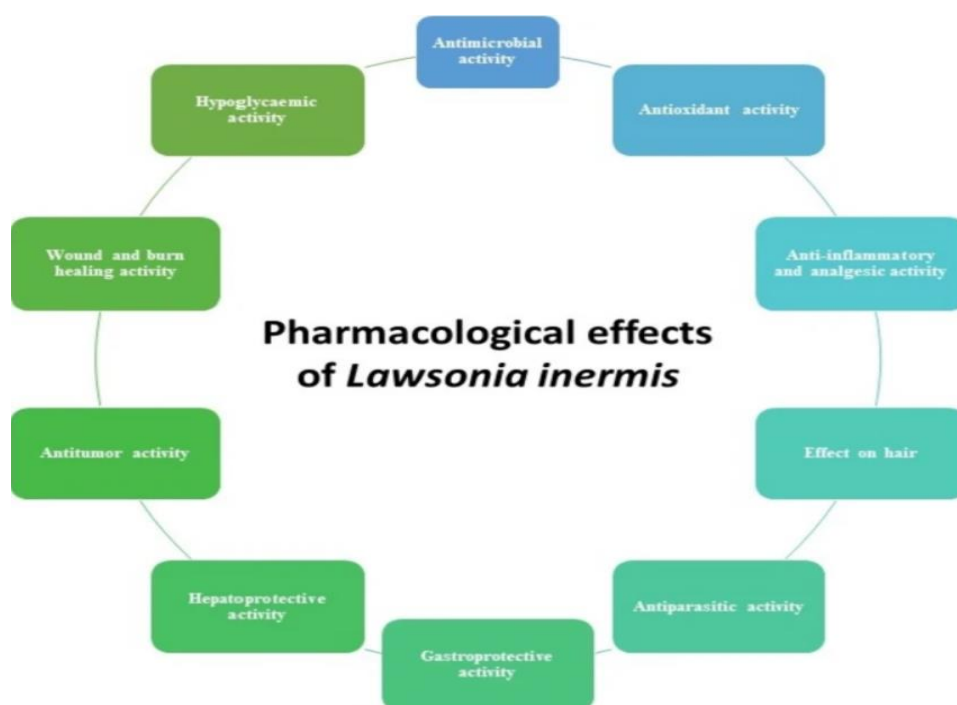 Antimicrobial
activity
Antioxidant activity
Anti-inflammatory
and analgesic activity
Effect on hair
Antiparasitic activity
Gastroprotective
activity
Hepatoprotective
activity
Antitumor activity
Wound and burn
healing activity
Hypoglycaemic
activity
Pharmacological effects
of Lawsonia inermis